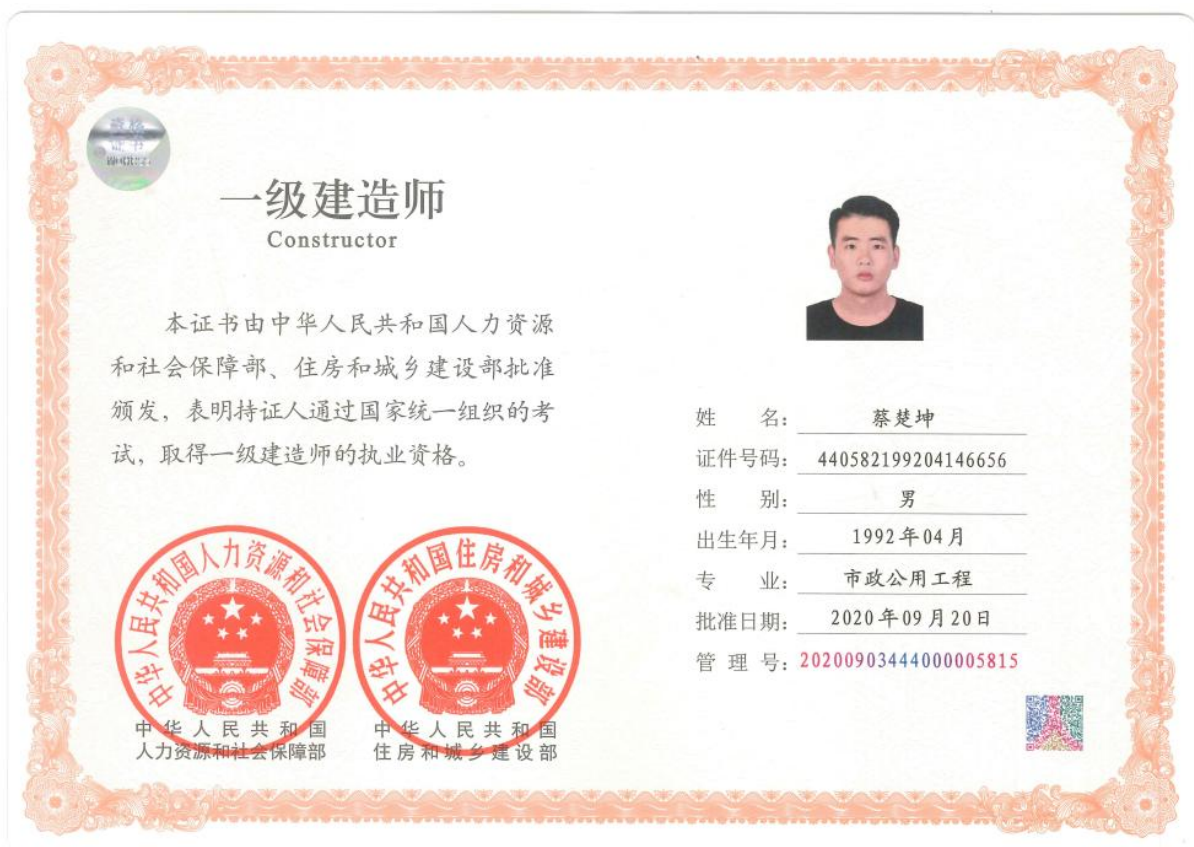 一级建造师
Constructor
本证书由中华人民共和国人力资源
和社会保障部、住房和城乡建设部批准
颁发，表明持证人通过国家统一组织的考
试，取得一级建造师的执业资格。
中华人民共和国人力资源和社会保障部
中华人民共和国
人力资源和社会保障部
中华人民共和国住房和城乡建设部
中华人民共和国
住房和城乡建设部
姓名：蔡楚坤
证件号码：440582199204146656
性别：男
出生年月：1992年04月
专业：市政公用工程
批准日期：2020年09月20日
管理号：20200903444000005815